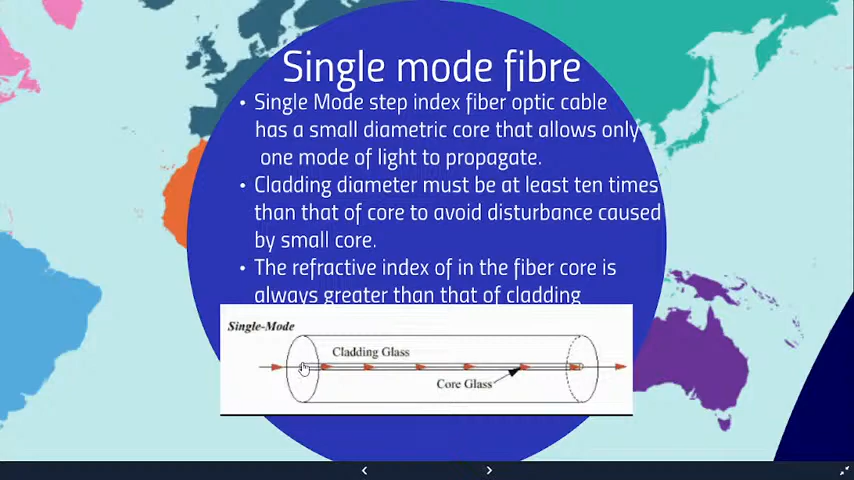 Single mode fibre
• Single Mode step index fiber optic cable
has a small diametric core that allows only
one mode of light to propagate.
• Cladding diameter must be at least ten times
than that of core to avoid disturbance caused
by small core.
• The refractive index of in the fiber core is
always greater than that of cladding
Single-Mode
Cladding Glass
Core Glass